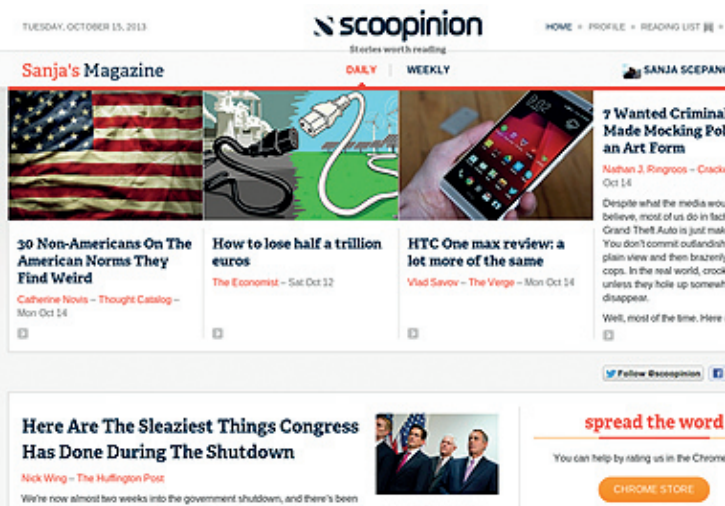 TUESDAY, OCTOBER 15, 2013
scoopinion
Stories worth reading
HOME PROFILE READING LIST
Sanja's Magazine
DAILY WEEKLY
SANJA SCEPAN
30 Non-Americans On The
American Norms They
Find Weird
Catherine Novis – Thought Catalog –
Mon Oct 14
How to lose half a trillion
euros
The Economist – Sat Oct 12
HTC One max review: a
lot more of the same
Vlad Savov – The Verge – Mon Oct 14
7 Wanted Criminal
Made Mocking Pol
an Art Form
Nathan J. Ringroos – Crack
Oct 14
Despite what the media wou
believe, most of us do in fac
Grand Theft Auto is just mak
You don't commit outlandish
plain view and then brazenly
cops. In the real world, croo
unless they hole up somewh
disappear.
Well, most of the time. Here
Follow @scoopinion
Here Are The Sleaziest Things Congress
Has Done During The Shutdown
Nick Wing – The Huffington Post
We're now almost two weeks into the government shutdown, and there's been
spread the word
You can help by rating us in the Chrome
CHROME STORE